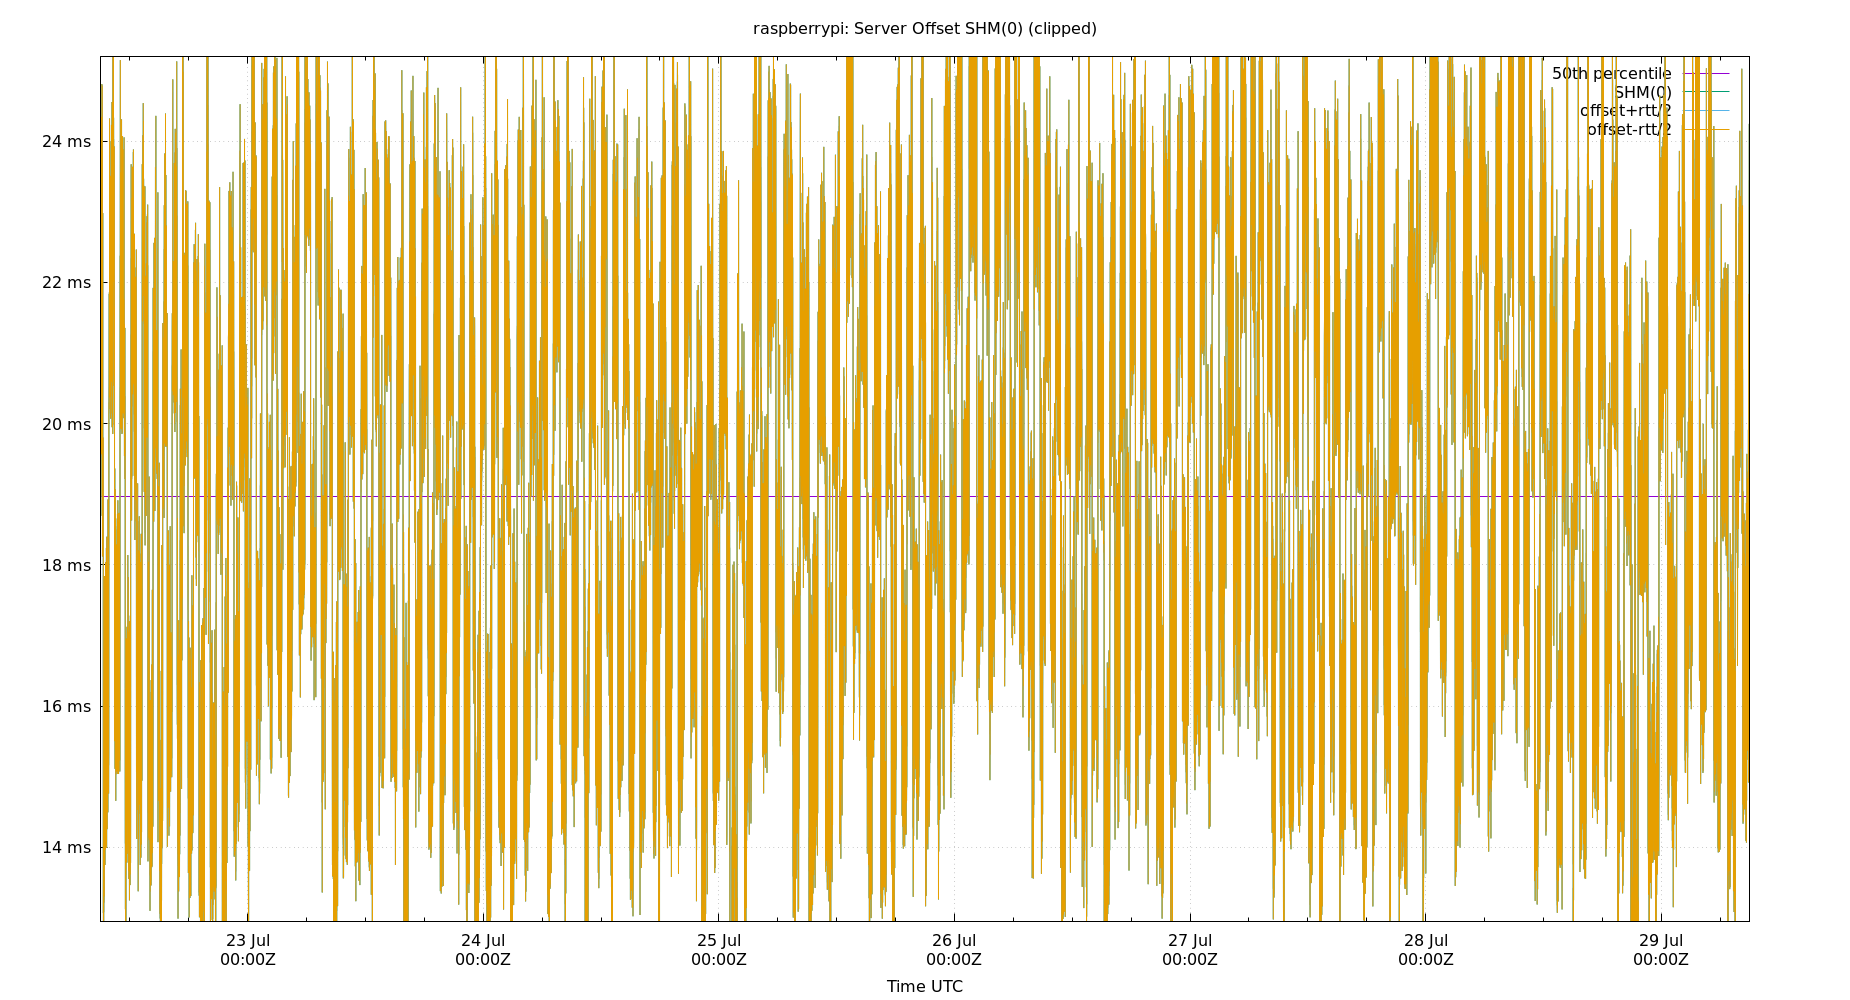 raspberrypi: Server Offset SHM(0) (clipped)
50th percentile
SHM(0)
offset+rtt/2
offset-rtt/2
24 ms
22 ms
20 ms
18 ms
16 ms
14 ms
23 Jul
00:00Z
24 Jul
00:00Z
25 Jul
00:00Z
26 Jul
00:00Z
27 Jul
00:00Z
28 Jul
00:00Z
29 Jul
00:00Z
Time UTC